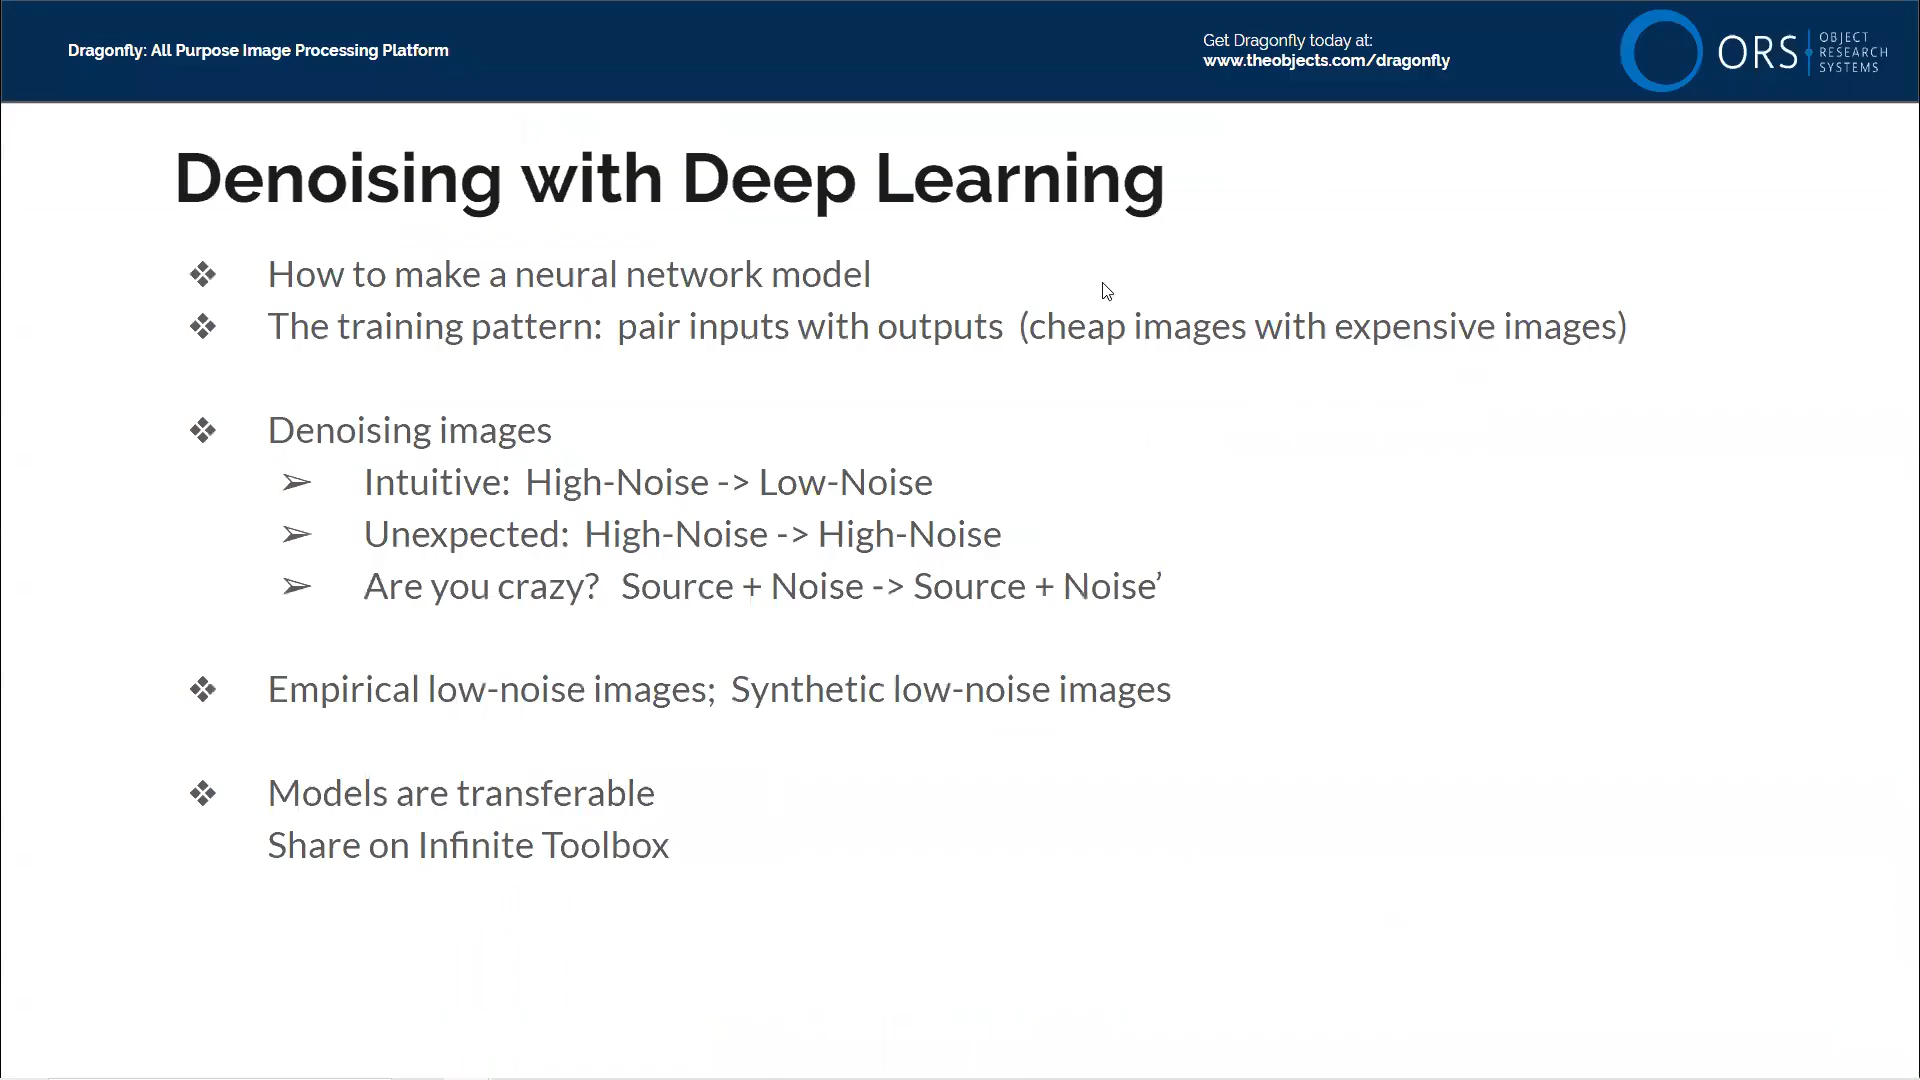 Dragonfly: All Purpose Image Processing Platform
Get Dragonfly today at:
www.theobjects.com/dragonfly
ORS
OBJECT
RESEARCH
SYSTEMS
Denoising with Deep Learning
❖ How to make a neural network model
❖ The training pattern: pair inputs with outputs (cheap images with expensive images)
❖ Denoising images
➢ Intuitive: High-Noise -> Low-Noise
➢ Unexpected: High-Noise -> High-Noise
➢ Are you crazy? Source + Noise -> Source + Noise’
❖ Empirical low-noise images; Synthetic low-noise images
❖ Models are transferable
Share on Infinite Toolbox